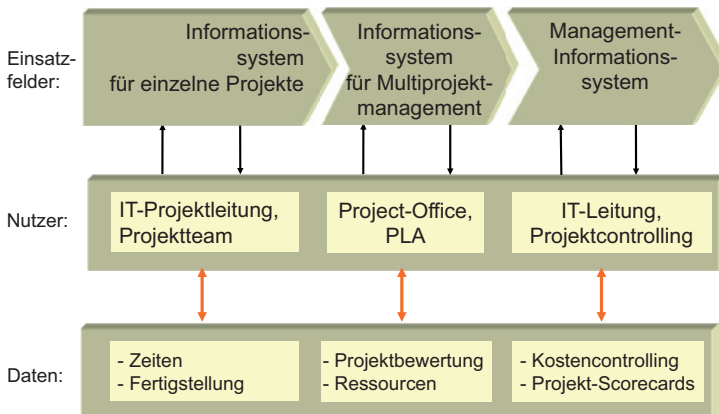 Einsatz-
felder:
Informations-
system
für einzelne Projekte
Informations-
system
für Multiprojekt-
management
Management-
Informations-
system
Nutzer:
IT-Projektleitung,
Projektteam
Project-Office,
PLA
IT-Leitung,
Projektcontrolling
Daten:
- Zeiten
- Fertigstellung
- Projektbewertung
- Ressourcen
- Kostencontrolling
- Projekt-Scorecards